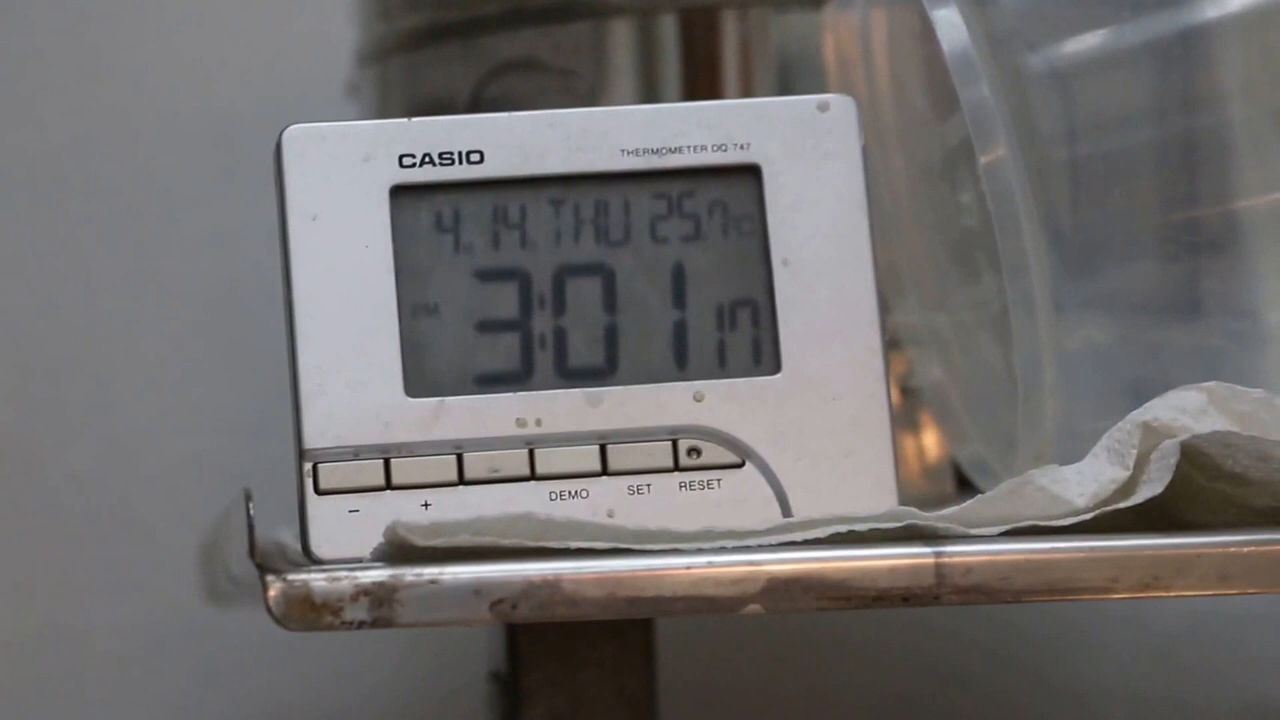 CASIO THERMOMETER DQ-747
4.14 THU 25.7°C
PM 3:01 17
- +
DEMO SET RESET